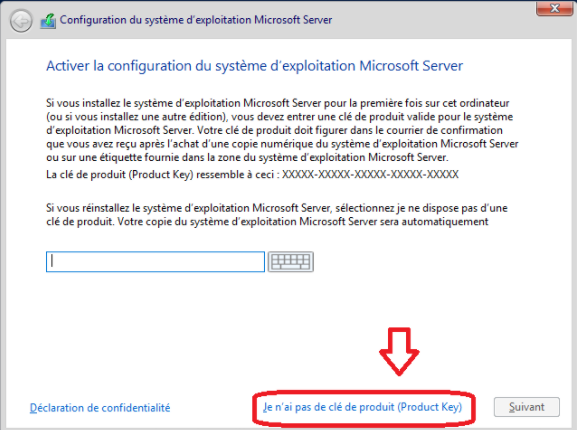 Configuration du système d'exploitation Microsoft Server
Activer la configuration du système d'exploitation Microsoft Server
Si vous installez le système d'exploitation Microsoft Server pour la première fois sur cet ordinateur
(ou si vous installez une autre édition), vous devez entrer une clé de produit valide pour le système
d'exploitation Microsoft Server. Votre clé de produit doit figurer dans le courrier de confirmation
que vous avez reçu après l'achat d'une copie numérique du système d'exploitation Microsoft Server
ou sur une étiquette fournie dans la zone du système d'exploitation Microsoft Server.
La clé de produit (Product Key) ressemble à ceci : XXXXX-XXXXX-XXXXX-XXXXX-XXXXX
Si vous réinstallez le système d'exploitation Microsoft Server, sélectionnez je ne dispose pas d'une
clé de produit. Votre copie du système d'exploitation Microsoft Server sera automatiquement
Déclaration de confidentialité
Je n'ai pas de clé de produit (Product Key)
Suivant